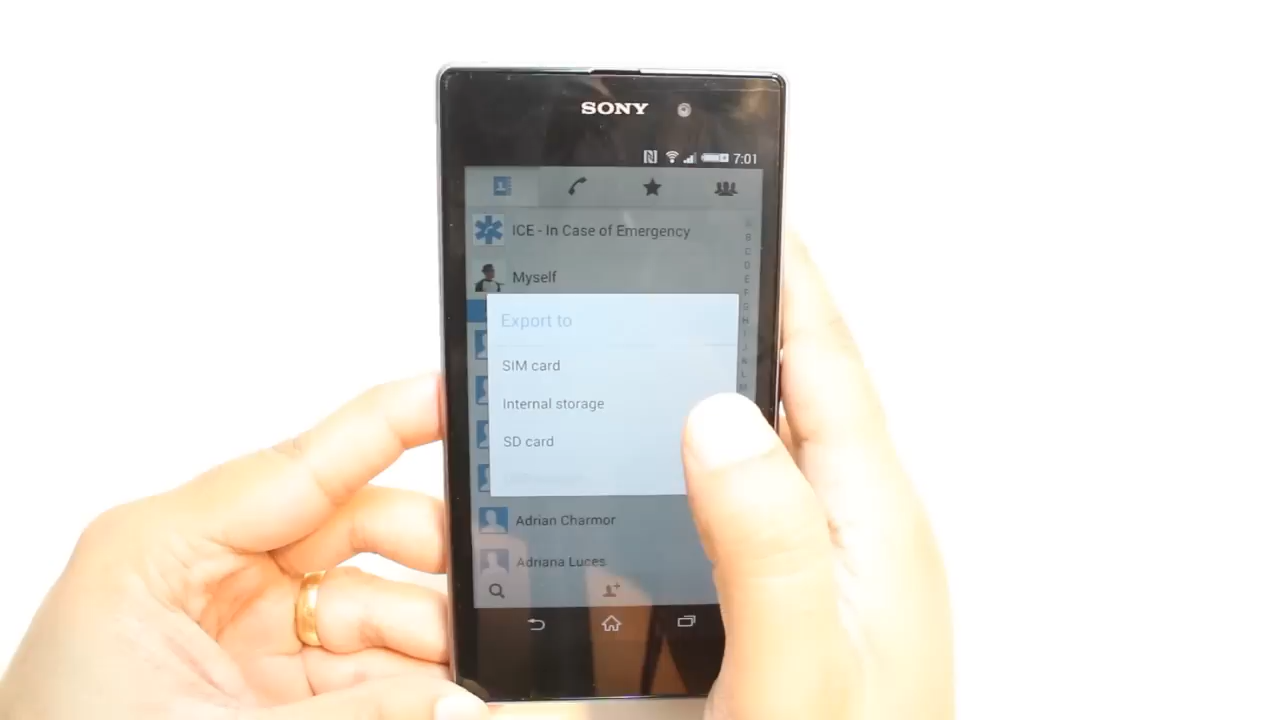 SONY
7:01
ICE - In Case of Emergency
Myself
Export to
SIM card
Internal storage
SD card
Adrian Charmor
Adriana Luces